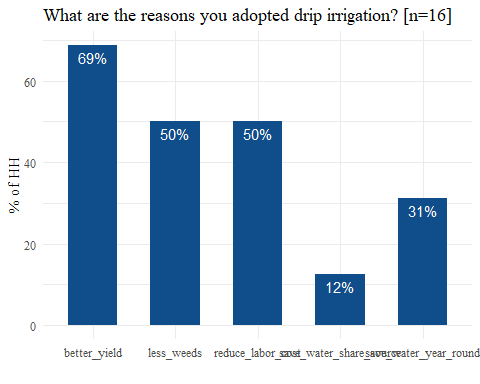 What are the reasons you adopted drip irrigation? [n=16]
% of HH
60
40
20
0
69%
50%
50%
12%
31%
better_yield
less_weeds